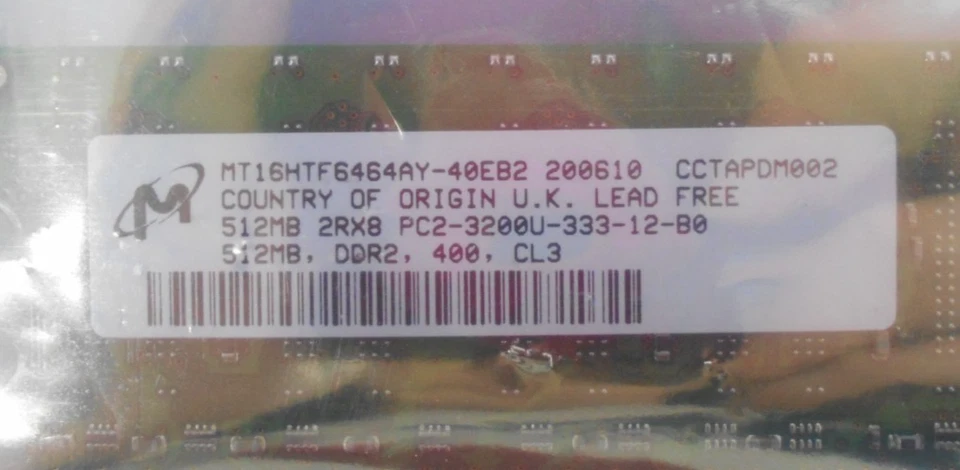 MT16HTF6464AY-40EB2 200610 CCTAPDM002
COUNTRY OF ORIGIN U.K. LEAD FREE
512MB 2RX8 PC2-3200U-333-12-B0
512MB, DDR2, 400, CL3